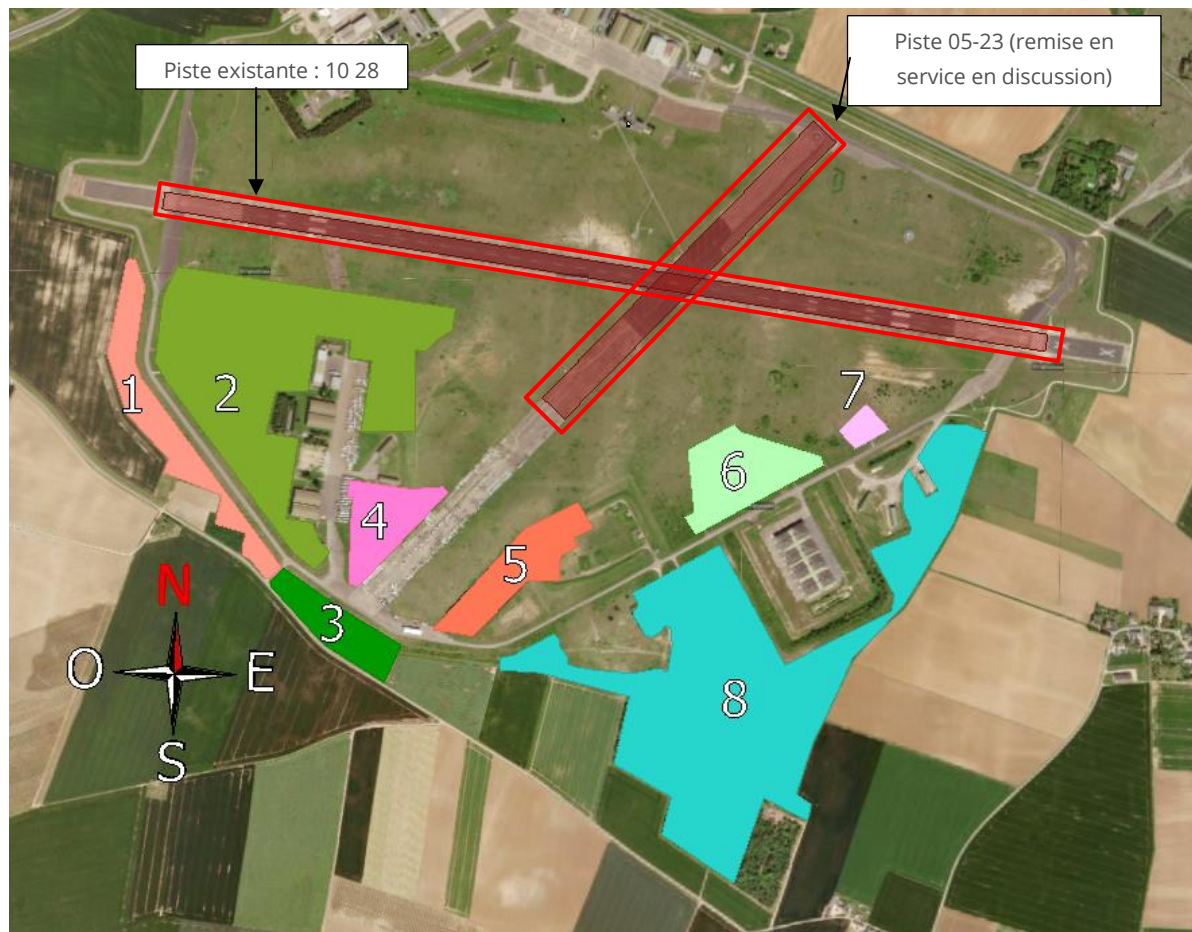 Piste existante : 10 28
Piste 05-23 (remise en
service en discussion)
1
2
3
4
5
6
7
8
N
O
E
S